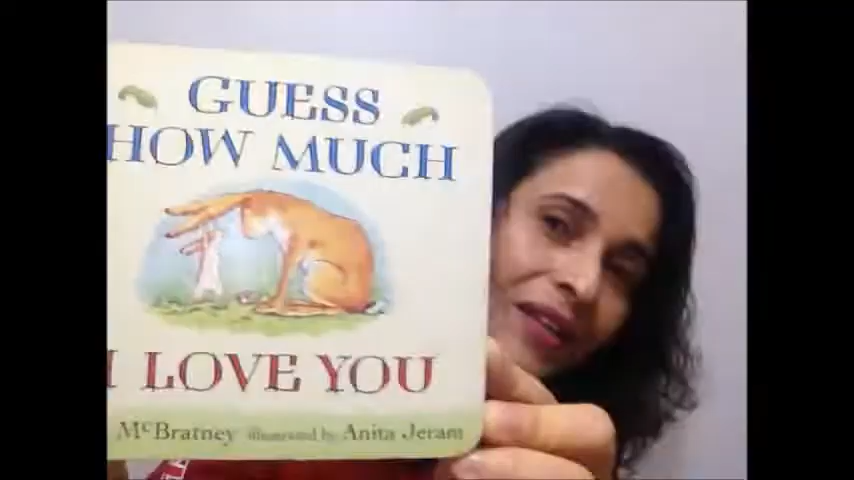 GUESS
HOW MUCH
I LOVE YOU
McBratney illustrated by Anita Jeram